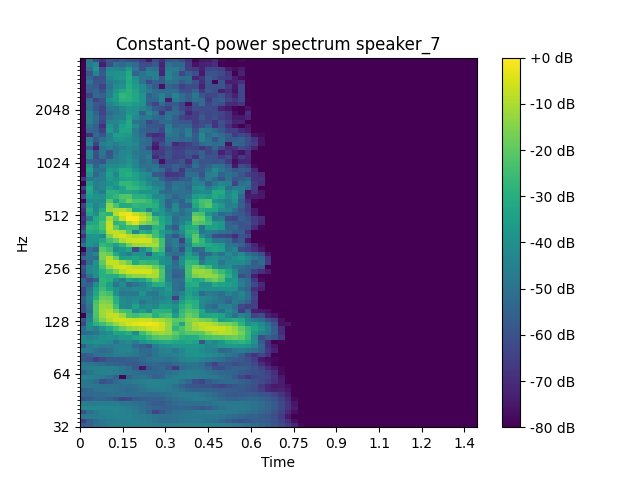 Constant-Q power spectrum speaker_7
Hz
2048
1024
512
256
128
64
32
0 0.15 0.3 0.45 0.6 0.75 0.9 1.1 1.2 1.4
Time
+0 dB
-10 dB
-20 dB
-30 dB
-40 dB
-50 dB
-60 dB
-70 dB
-80 dB